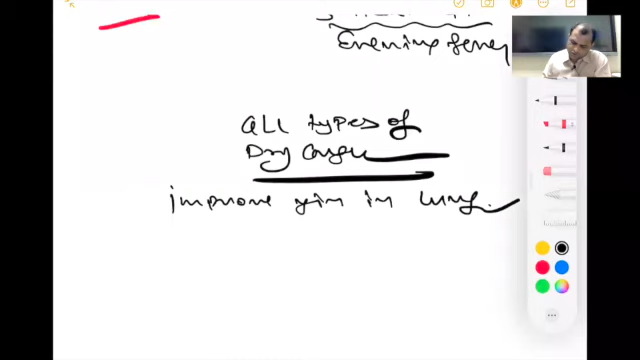 Evening fever
All types of
Dry Cough
improve yin in lung.